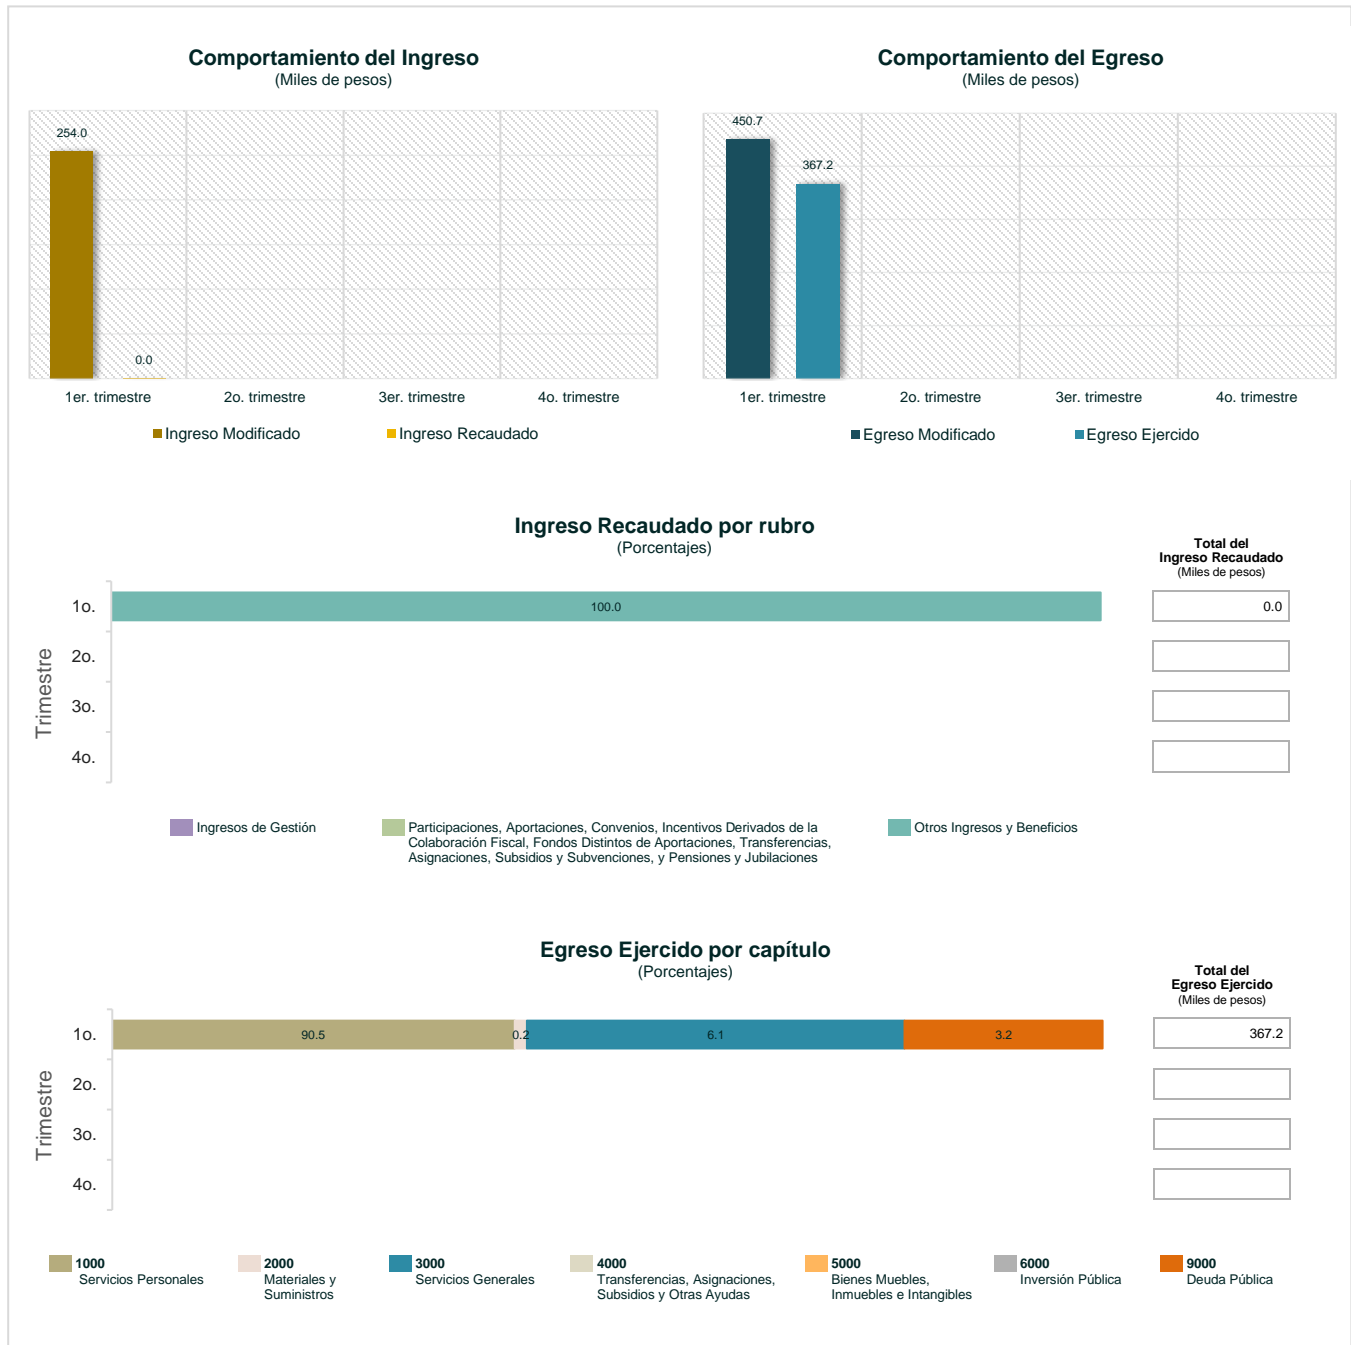 Comportamiento del Ingreso
(Miles de pesos)
254.0
0.0
1er. trimestre
2o. trimestre
3er. trimestre
4o. trimestre
Ingreso Modificado
Ingreso Recaudado
Comportamiento del Egreso
(Miles de pesos)
450.7
367.2
1er. trimestre
2o. trimestre
3er. trimestre
4o. trimestre
Egreso Modificado
Egreso Ejercido
Ingreso Recaudado por rubro
(Porcentajes)
Total del
Ingreso Recaudado
(Miles de pesos)
Trimestre
1o.
100.0
0.0
2o.
3o.
4o.
Ingresos de Gestión
Participaciones, Aportaciones, Convenios, Incentivos Derivados de la
Colaboración Fiscal, Fondos Distintos de Aportaciones, Transferencias,
Asignaciones, Subsidios y Subvenciones, y Pensiones y Jubilaciones
Otros Ingresos y Beneficios
Egreso Ejercido por capítulo
(Porcentajes)
Total del
Egreso Ejercido
(Miles de pesos)
Trimestre
1o.
90.5
0.2
6.1
3.2
367.2
2o.
3o.
4o.
1000
Servicios Personales
2000
Materiales y
Suministros
3000
Servicios Generales
4000
Transferencias, Asignaciones,
Subsidios y Otras Ayudas
5000
Bienes Muebles,
Inmuebles e Intangibles
6000
Inversión Pública
9000
Deuda Pública